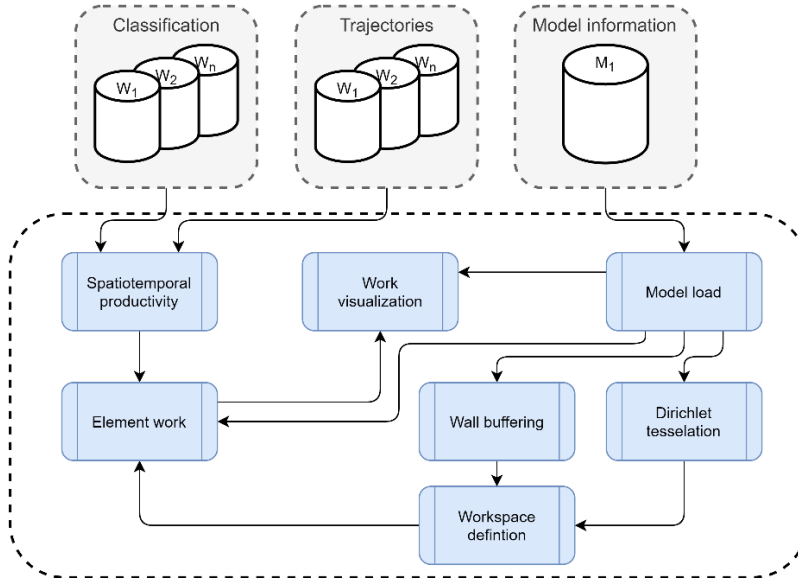 Classification
W1
W2
Wn
Trajectories
W1
W2
Wn
Model information
M1
Spatiotemporal
productivity
Work
visualization
Model load
Element work
Wall buffering
Dirichlet
tesselation
Workspace
defintion